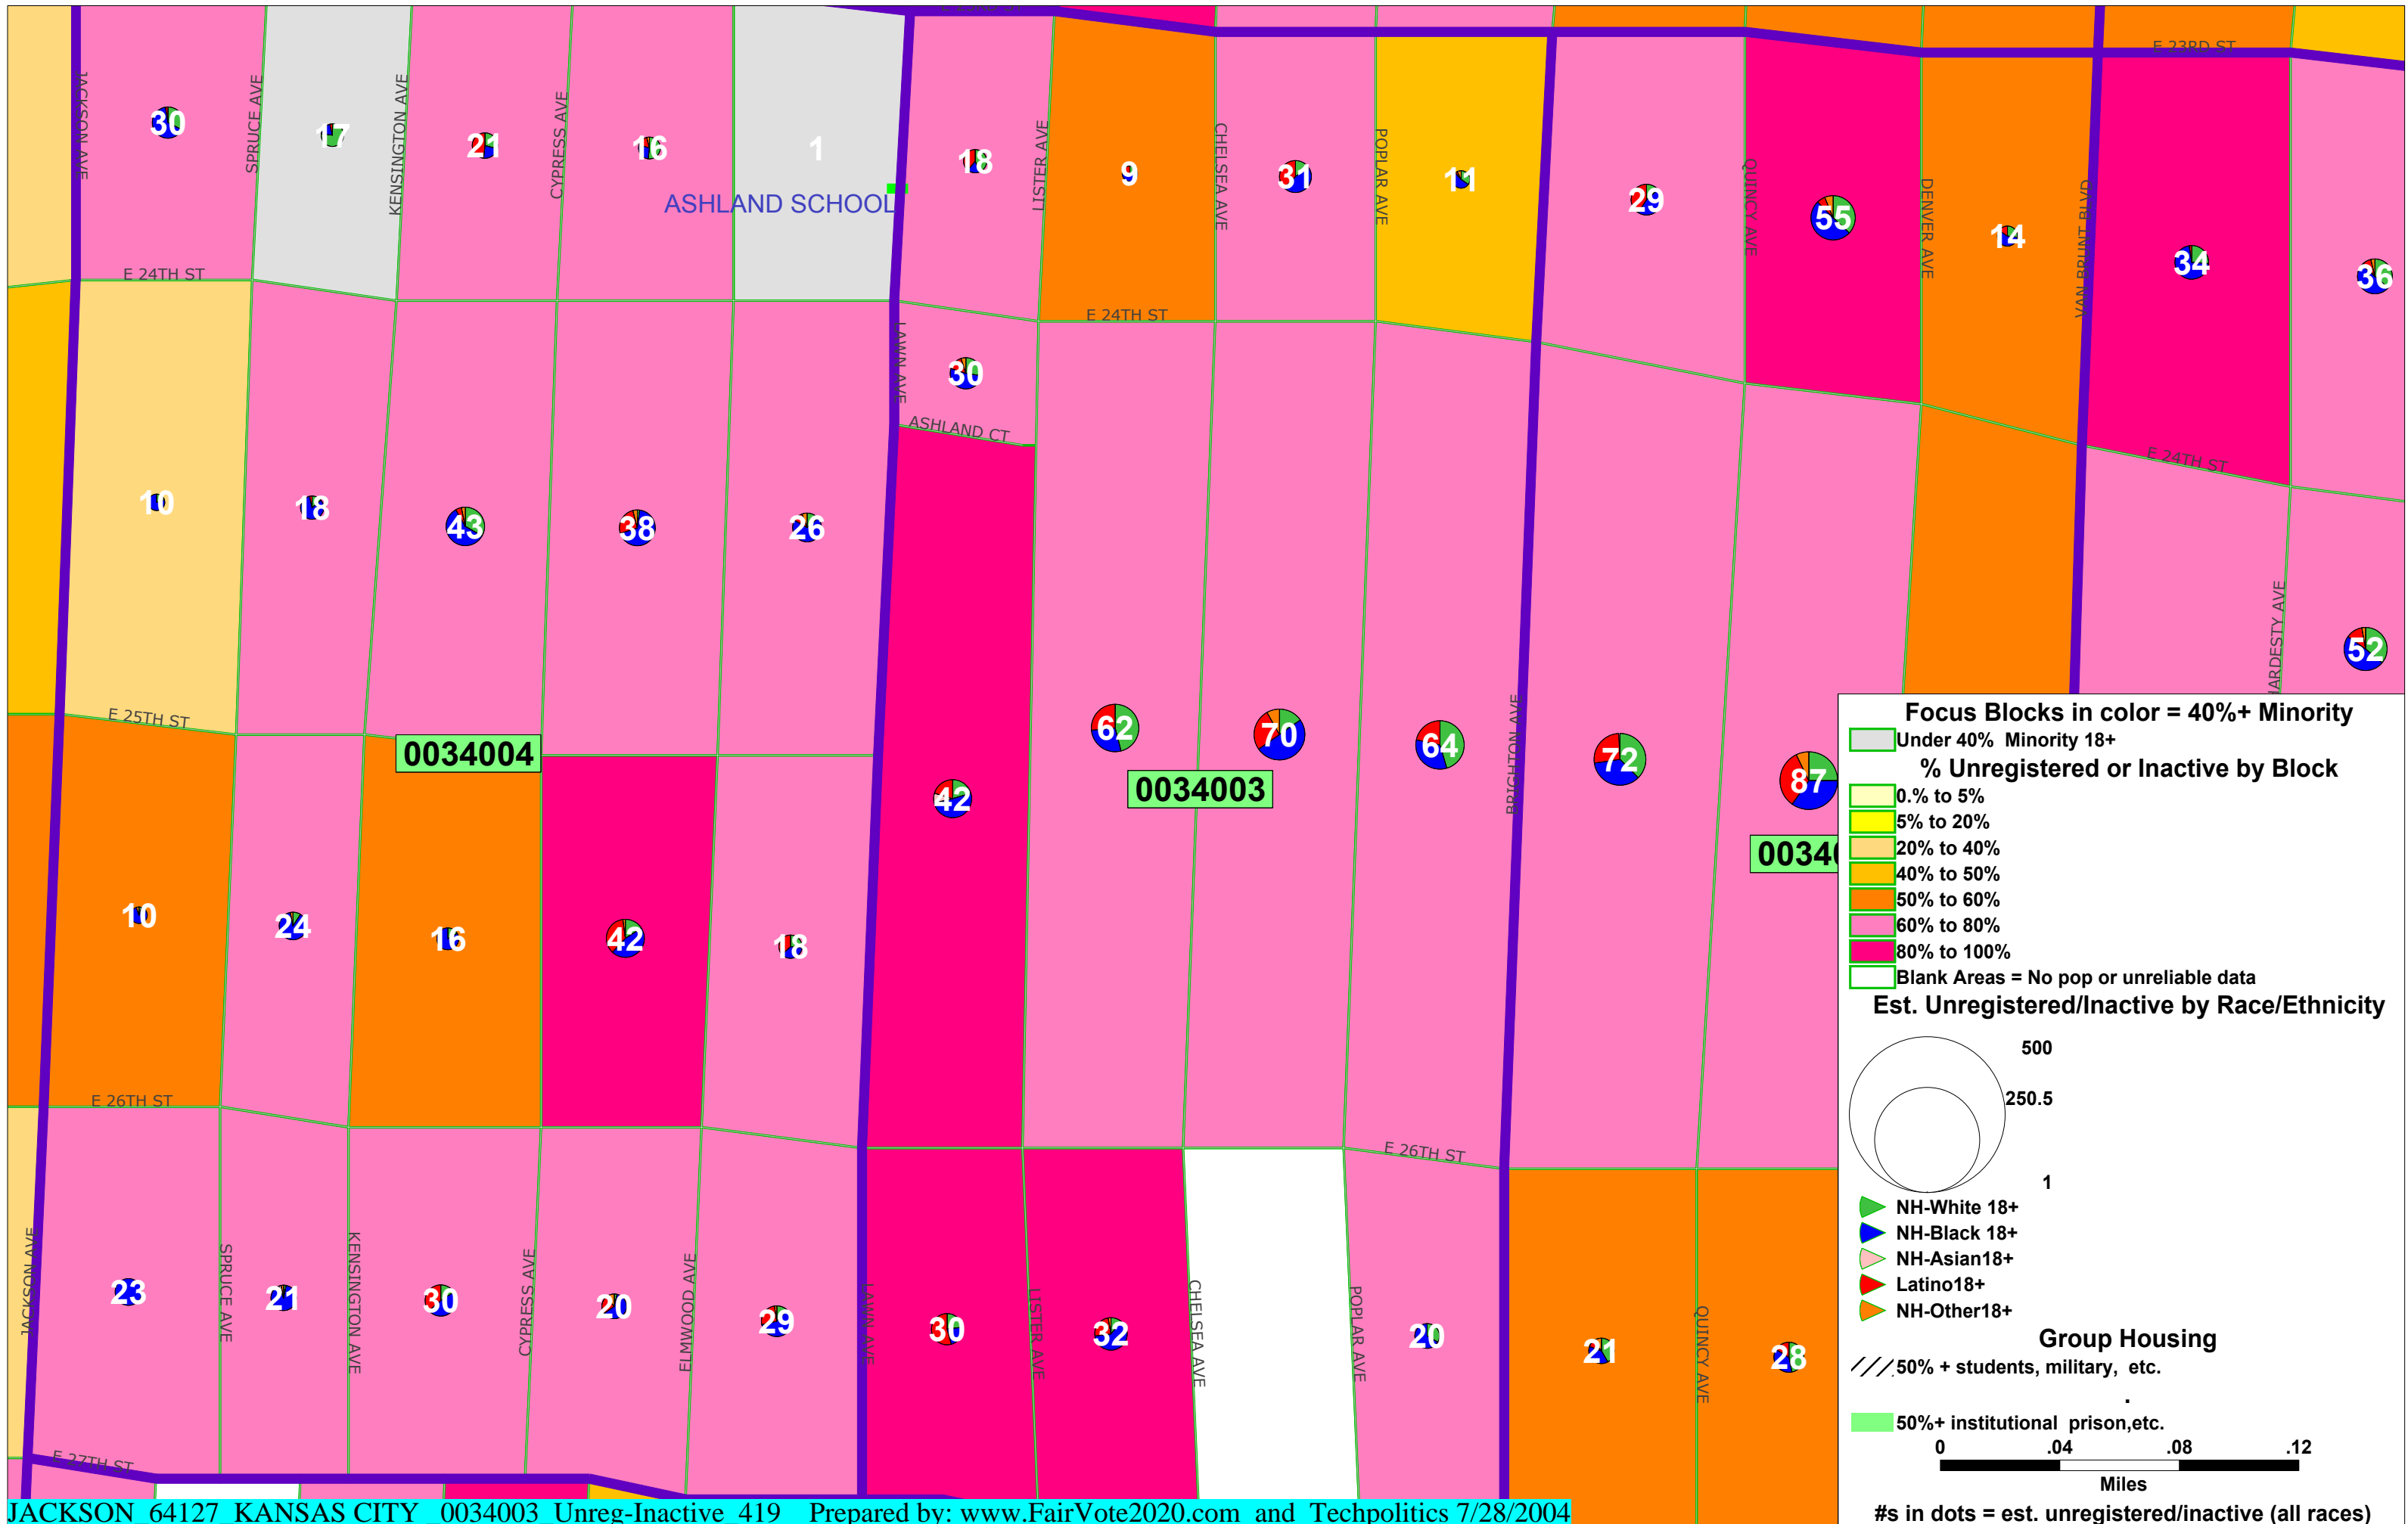 E 23RD ST
JACKSON AVE
SPRUCE AVE
KENSINGTON AVE
CYPRESS AVE
LISTER AVE
CHELSEA AVE
POPLAR AVE
QUINCY AVE
DENVER AVE
VAN BRUNT BLVD
30
17
21
16
1
18
9
31
11
29
55
14
34
36
ASHLAND SCHOOL
E 24TH ST
E 24TH ST
LAWN AVE
30
ASHLAND CT
E 24TH ST
10
18
43
38
26
HARDESTY AVE
52
E 25TH ST
0034004
62
70
64
72
87
BRIGHTON AVE
42
0034003
0034
10
24
16
42
18
E 26TH ST
E 26TH ST
JACKSON AVE
SPRUCE AVE
KENSINGTON AVE
CYPRESS AVE
ELMWOOD AVE
LAWN AVE
LISTER AVE
CHELSEA AVE
POPLAR AVE
QUINCY AVE
23
21
30
20
29
30
32
20
21
28
E 27TH ST
Focus Blocks in color = 40%+ Minority
Under 40% Minority 18+
% Unregistered or Inactive by Block
0.% to 5%
5% to 20%
20% to 40%
40% to 50%
50% to 60%
60% to 80%
80% to 100%
Blank Areas = No pop or unreliable data
Est. Unregistered/Inactive by Race/Ethnicity
500
250.5
1
NH-White 18+
NH-Black 18+
NH-Asian18+
Latino18+
NH-Other18+
Group Housing
50% + students, military, etc.
.
50%+ institutional prison,etc.
0 .04 .08 .12
Miles
#s in dots = est. unregistered/inactive (all races)
JACKSON 64127 KANSAS CITY 0034003 Unreg-Inactive 419 Prepared by: www.FairVote2020.com and Techpolitics 7/28/2004